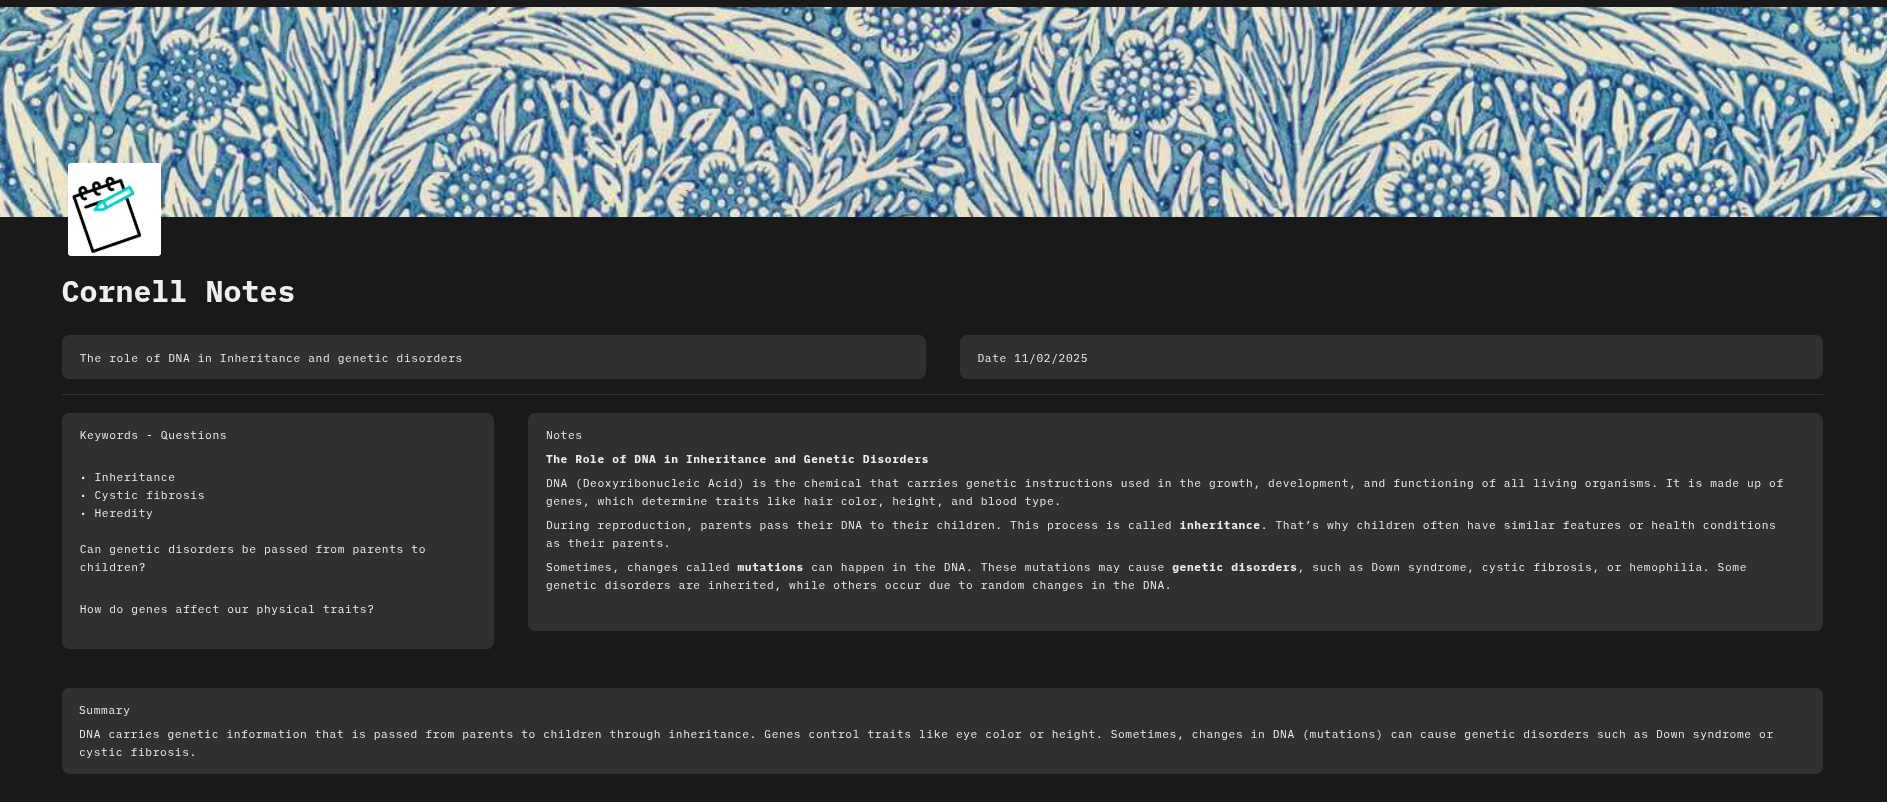 Cornell Notes
The role of DNA in Inheritance and genetic disorders
Date 11/02/2025
Keywords - Questions
• Inheritance
• Cystic fibrosis
• Heredity
Can genetic disorders be passed from parents to
children?
How do genes affect our physical traits?
Notes
The Role of DNA in Inheritance and Genetic Disorders
DNA (Deoxyribonucleic Acid) is the chemical that carries genetic instructions used in the growth, development, and functioning of all living organisms. It is made up of
genes, which determine traits like hair color, height, and blood type.
During reproduction, parents pass their DNA to their children. This process is called inheritance. That’s why children often have similar features or health conditions
as their parents.
Sometimes, changes called mutations can happen in the DNA. These mutations may cause genetic disorders, such as Down syndrome, cystic fibrosis, or hemophilia. Some
genetic disorders are inherited, while others occur due to random changes in the DNA.
Summary
DNA carries genetic information that is passed from parents to children through inheritance. Genes control traits like eye color or height. Sometimes, changes in DNA (mutations) can cause genetic disorders such as Down syndrome or
cystic fibrosis.